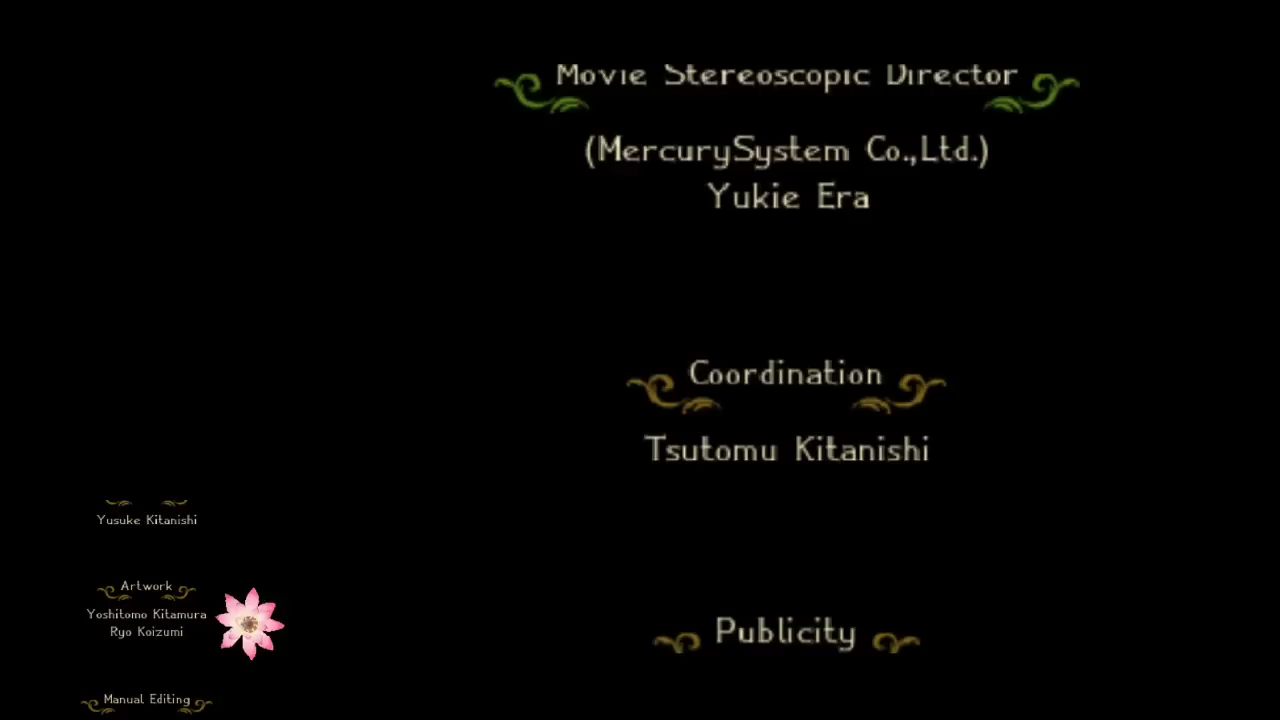 Movie Stereoscopic Director
(MercurySystem Co.,Ltd.)
Yukie Era
Coordination
Tsutomu Kitanishi
Publicity
Yusuke Kitanishi
Artwork
Yoshitomo Kitamura
Ryo Koizumi
Manual Editing